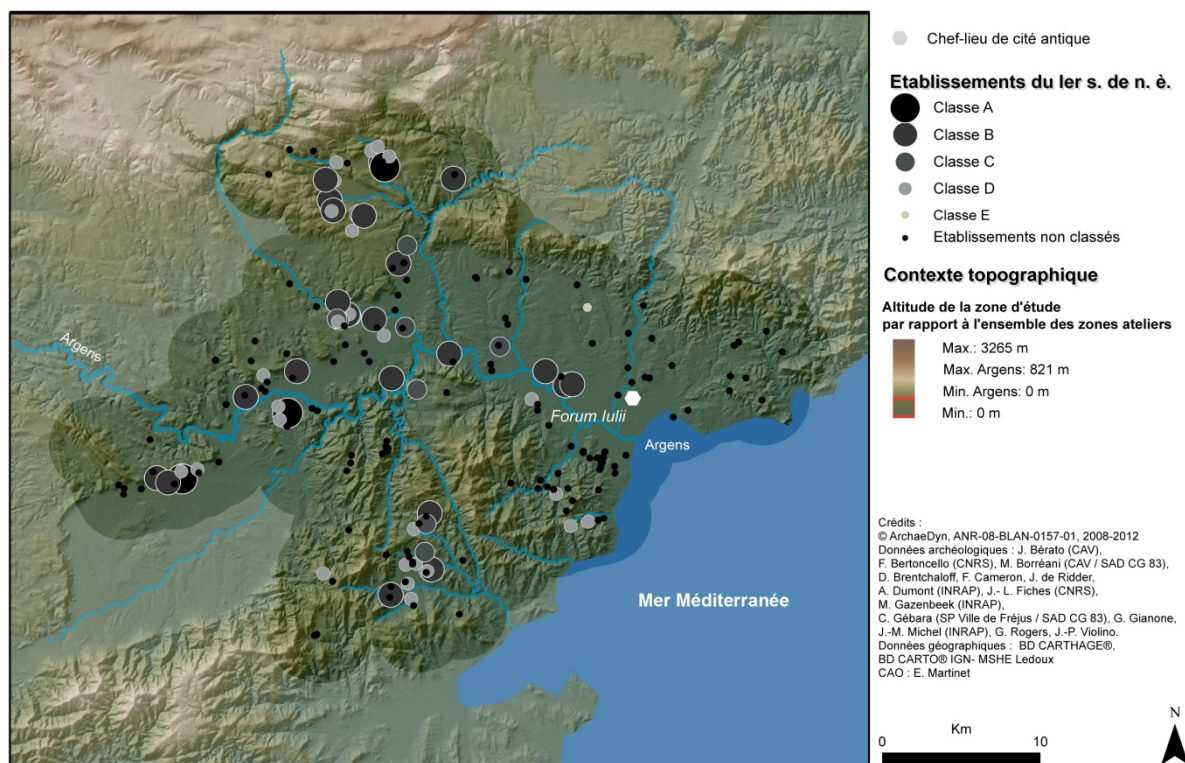 Argens
Forum Iulii
Argens
Mer Méditerranée
Chef-lieu de cité antique
Etablissements du Ier s. de n. è.
Classe A
Classe B
Classe C
Classe D
Classe E
Etablissements non classés
Contexte topographique
Altitude de la zone d'étude
par rapport à l'ensemble des zones ateliers
Max.: 3265 m
Max. Argens: 821 m
Min. Argens: 0 m
Min.: 0 m
Crédits :
© ArchaeDyn, ANR-08-BLAN-0157-01, 2008-2012
Données archéologiques : J. Bérato (CAV),
F. Bertoncello (CNRS), M. Borréani (CAV / SAD CG 83),
D. Brentchaloff, F. Cameron, J. de Ridder,
A. Dumont (INRAP), J.- L. Fiches (CNRS),
M. Gazenbeek (INRAP),
C. Gébara (SP Ville de Fréjus / SAD CG 83), G. Gianone,
J.-M. Michel (INRAP), G. Rogers, J.-P. Violino.
Données géographiques : BD CARTHAGE®,
BD CARTO® IGN- MSHE Ledoux
CAO : E. Martinet
Km
0 10
N